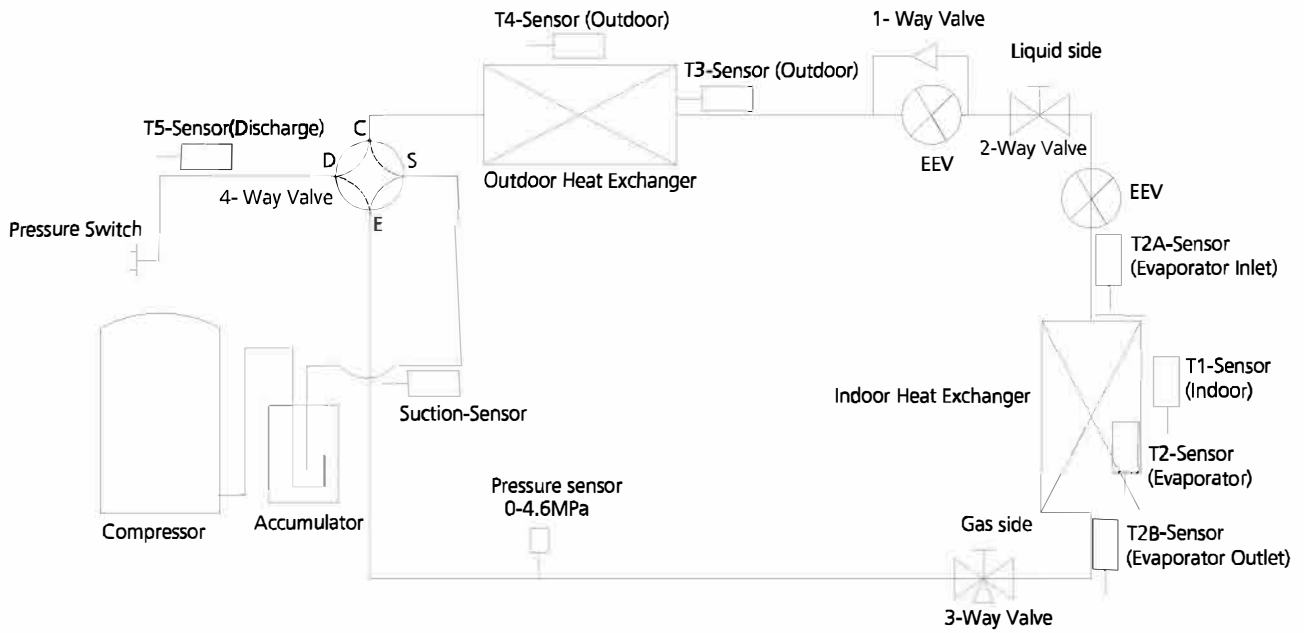 T4-Sensor (Outdoor)
1- Way Valve
Liquid side
T3-Sensor (Outdoor)
T5-Sensor(Discharge)
C
D
S
4- Way Valve
E
Outdoor Heat Exchanger
EEV
2-Way Valve
EEV
Pressure Switch
T2A-Sensor
(Evaporator Inlet)
T1-Sensor
(Indoor)
Indoor Heat Exchanger
Suction-Sensor
T2-Sensor
(Evaporator)
Pressure sensor
0-4.6MPa
Compressor
Accumulator
Gas side
T2B-Sensor
(Evaporator Outlet)
3-Way Valve